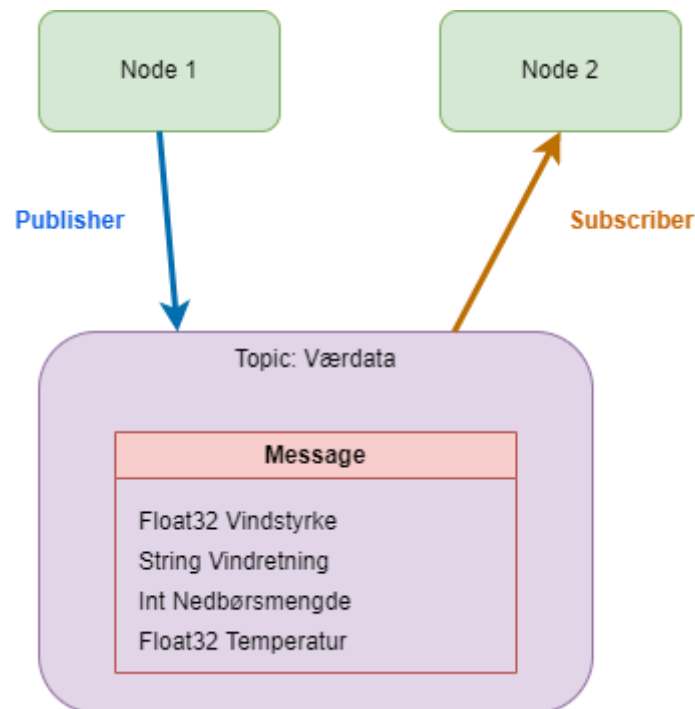 Node 1
Node 2
Publisher
Subscriber
Topic: Værdata
Message
Float32 Vindstyrke
String Vindretning
Int Nedbørsmengde
Float32 Temperatur